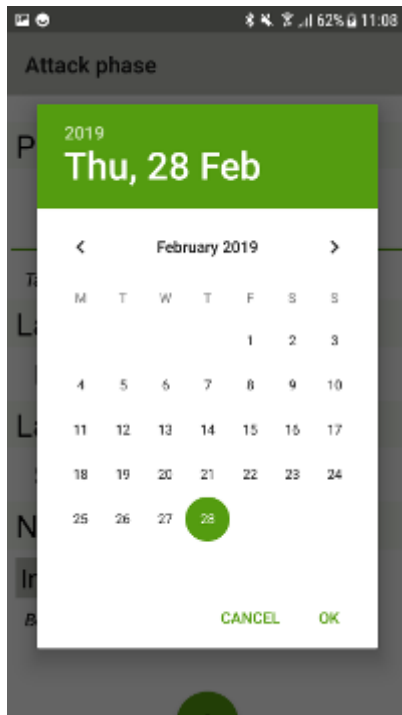 62% 11:08
Attack phase
2019
Thu, 28 Feb
February 2019
M T W T F S S
1 2 3
4 5 6 7 8 9 10
11 12 13 14 15 16 17
18 19 20 21 22 23 24
25 26 27 28
CANCEL OK
P
L
L
N